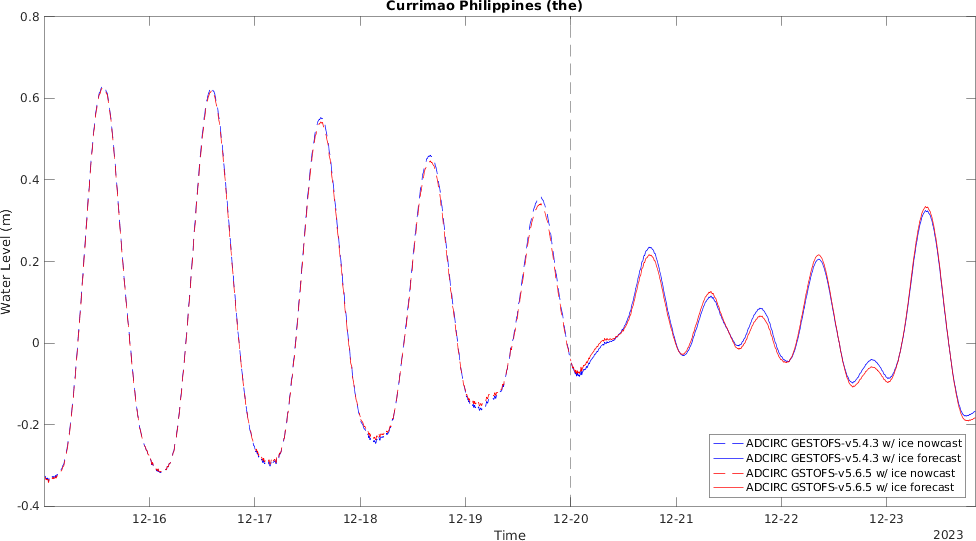 Currimao Philippines (the)
0.8
0.6
0.4
0.2
0
-0.2
-0.4
Water Level (m)
12-16
12-17
12-18
12-19
12-20
12-21
12-22
12-23
Time
2023
ADCIRC GESTOFS-v5.4.3 w/ ice nowcast
ADCIRC GESTOFS-v5.4.3 w/ ice forecast
ADCIRC GSTOFS-v5.6.5 w/ ice nowcast
ADCIRC GSTOFS-v5.6.5 w/ ice forecast